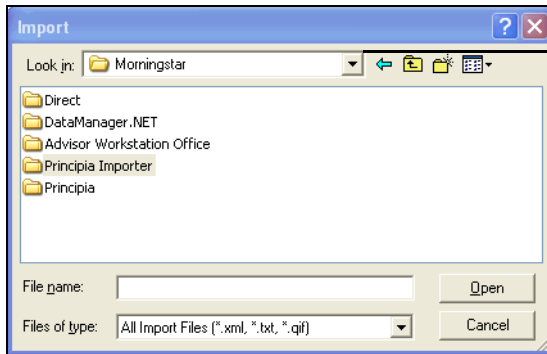 Import
Look in: Morningstar
Direct
DataManager.NET
Advisor Workstation Office
Principia Importer
Principia
File name:
Open
Files of type: All Import Files (*.xml, *.txt, *.qif)
Cancel